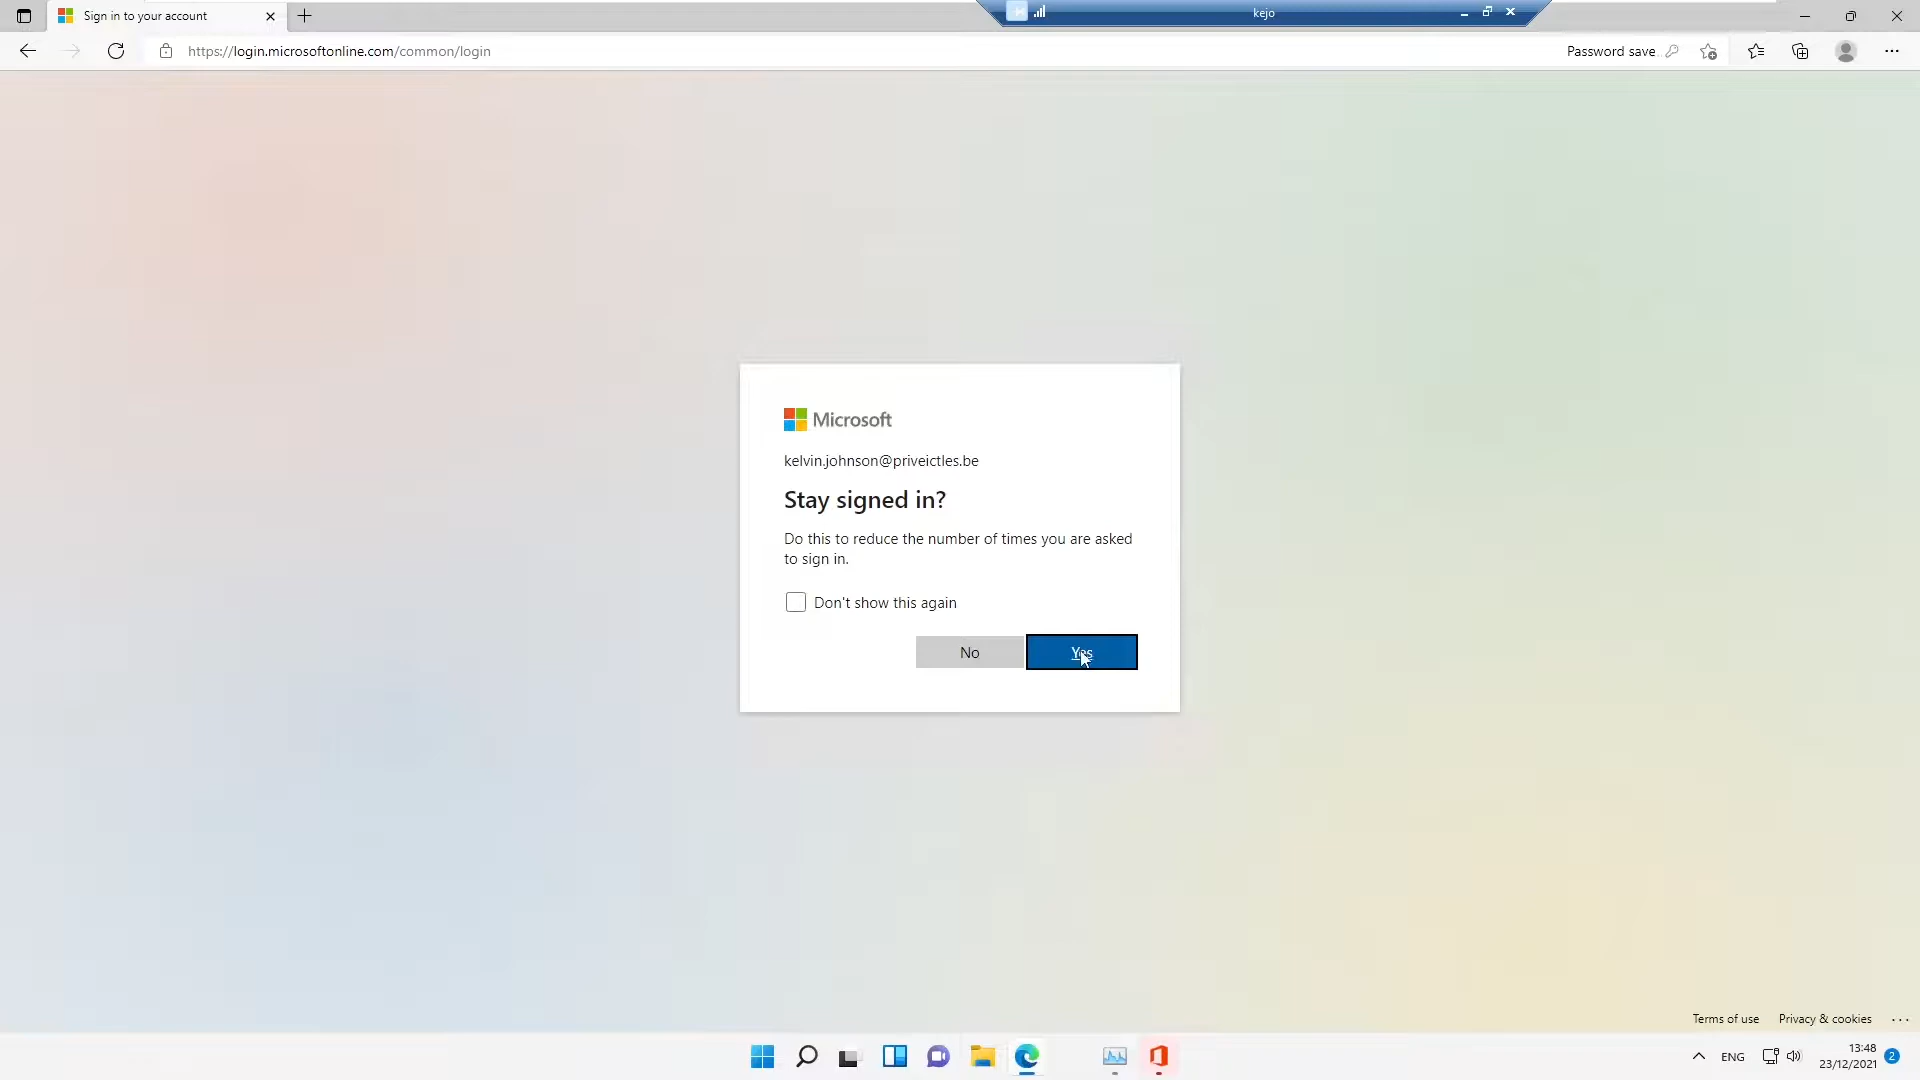 Sign in to your account
kejo
https://login.microsoftonline.com/common/login
Password save
Microsoft
kelvin.johnson@priveictles.be
Stay signed in?
Do this to reduce the number of times you are asked
to sign in.
Don't show this again
No
Yes
Terms of use
Privacy & cookies
ENG
13:48
23/12/2021
2